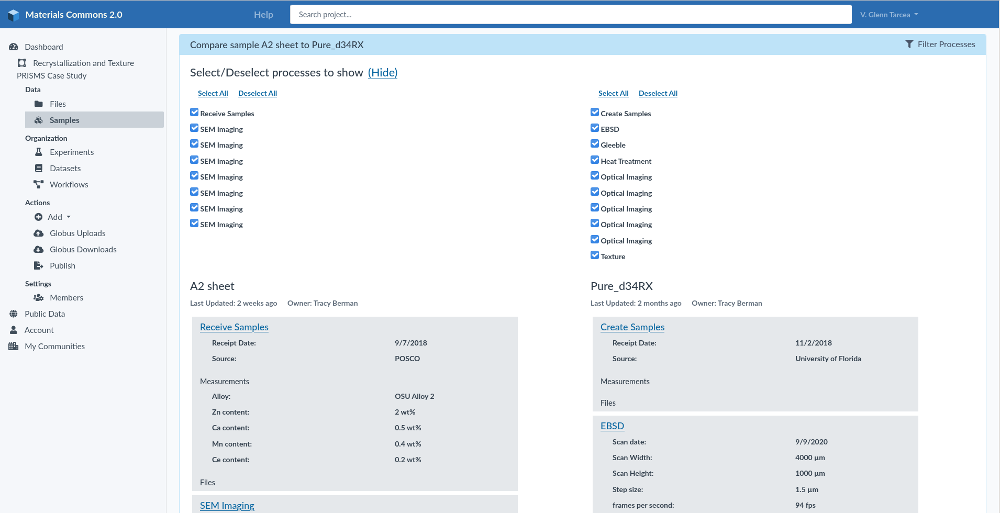 Materials Commons 2.0
Help
Search project...
V. Glenn Tarcea
Dashboard
Recrystallization and Texture
PRISMS Case Study
Data
Files
Samples
Organization
Experiments
Datasets
Workflows
Actions
Add
Globus Uploads
Globus Downloads
Publish
Settings
Members
Public Data
Account
My Communities
Compare sample A2 sheet to Pure_d34RX
Filter Processes
Select/Deselect processes to show (Hide)
Select All Deselect All
Receive Samples
SEM Imaging
SEM Imaging
SEM Imaging
SEM Imaging
SEM Imaging
SEM Imaging
SEM Imaging
Select All Deselect All
Create Samples
EBSD
Gleeble
Heat Treatment
Optical Imaging
Optical Imaging
Optical Imaging
Optical Imaging
Optical Imaging
Texture
A2 sheet
Last Updated: 2 weeks ago Owner: Tracy Berman
Receive Samples
Receipt Date: 9/7/2018
Source: POSCO
Measurements
Alloy: OSU Alloy 2
Zn content: 2 wt%
Ca content: 0.5 wt%
Mn content: 0.4 wt%
Ce content: 0.2 wt%
Files
SEM Imaging
Pure_d34RX
Last Updated: 2 months ago Owner: Tracy Berman
Create Samples
Receipt Date: 11/2/2018
Source: University of Florida
Measurements
Files
EBSD
Scan date: 9/9/2020
Scan Width: 4000 µm
Scan Height: 1000 µm
Step size: 1.5 µm
frames per second: 94 fps